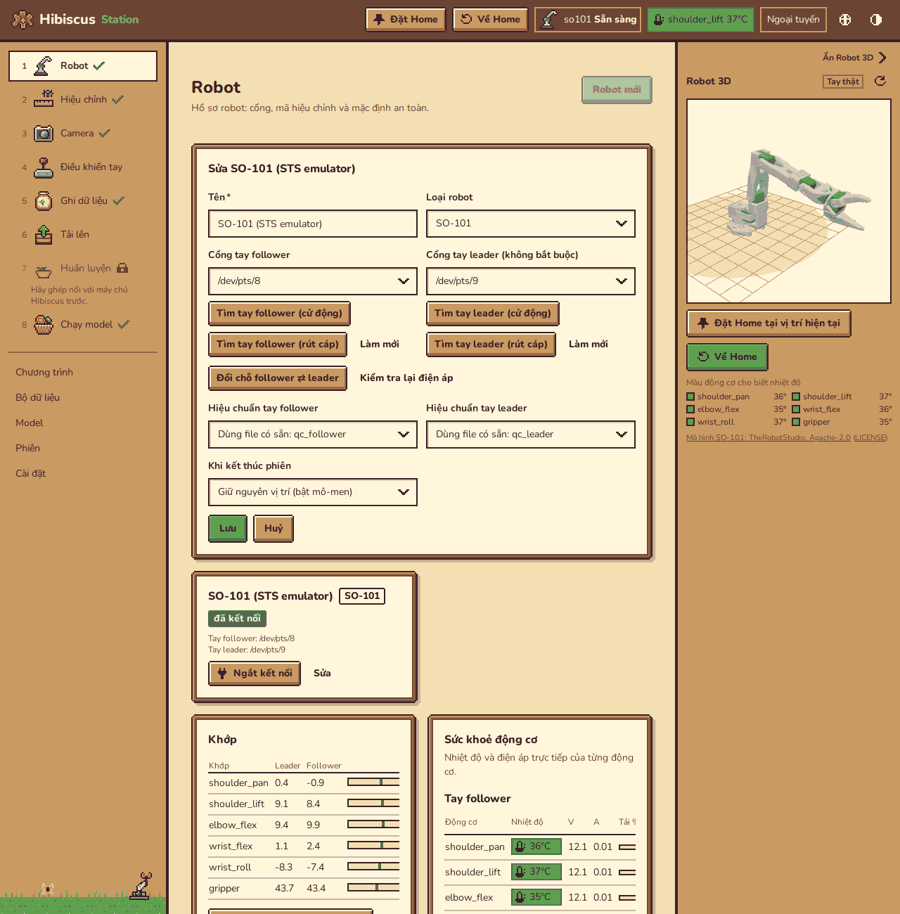 Hibiscus Station
Đặt Home
Về Home
so101 Sẵn sàng
shoulder_lift 37°C
Ngoại tuyến
1 Robot
2 Hiệu chỉnh
3 Camera
4 Điều khiển tay
5 Ghi dữ liệu
6 Tải lên
7 Huấn luyện
Hãy ghép nối với máy chủ
Hibiscus trước.
8 Chạy model
Chương trình
Bộ dữ liệu
Model
Phiên
Cài đặt
Robot
Robot mới
Hồ sơ robot: cổng, mã hiệu chỉnh và mặc định an toàn.
Sửa SO-101 (STS emulator)
Tên* Loại robot
SO-101 (STS emulator) SO-101
Cổng tay follower Cổng tay leader (không bắt buộc)
/dev/pts/8 /dev/pts/9
Tìm tay follower (cử động) Tìm tay leader (cử động)
Tìm tay follower (rút cáp) Làm mới Tìm tay leader (rút cáp) Làm mới
Đổi chỗ follower ⇄ leader Kiểm tra lại điện áp
Hiệu chuẩn tay follower Hiệu chuẩn tay leader
Dùng file có sẵn: qc_follower Dùng file có sẵn: qc_leader
Khi kết thúc phiên
Giữ nguyên vị trí (bật mô-men)
Lưu Huỷ
SO-101 (STS emulator) SO-101
đã kết nối
Tay follower: /dev/pts/8
Tay leader: /dev/pts/9
Ngắt kết nối Sửa
Khớp
Khớp Leader Follower
shoulder_pan 0.4 -0.9
shoulder_lift 9.1 8.4
elbow_flex 9.4 9.9
wrist_flex 1.1 2.4
wrist_roll -8.3 -7.4
gripper 43.7 43.4
Sức khoẻ động cơ
Nhiệt độ và điện áp trực tiếp của từng động
cơ.
Tay follower
Động cơ Nhiệt độ V A Tải %
shoulder_pan 36°C 12.1 0.01
shoulder_lift 37°C 12.1 0.01
elbow_flex 35°C 12.1 0.01
Ẩn Robot 3D
Robot 3D Tay thật
Đặt Home tại vị trí hiện tại
Về Home
Màu động cơ cho biết nhiệt độ
shoulder_pan 36° shoulder_lift 37°
elbow_flex 35° wrist_flex 36°
wrist_roll 37° gripper 35°
Mô hình SO-101: TheRobotStudio, Apache-2.0 (LICENSE)